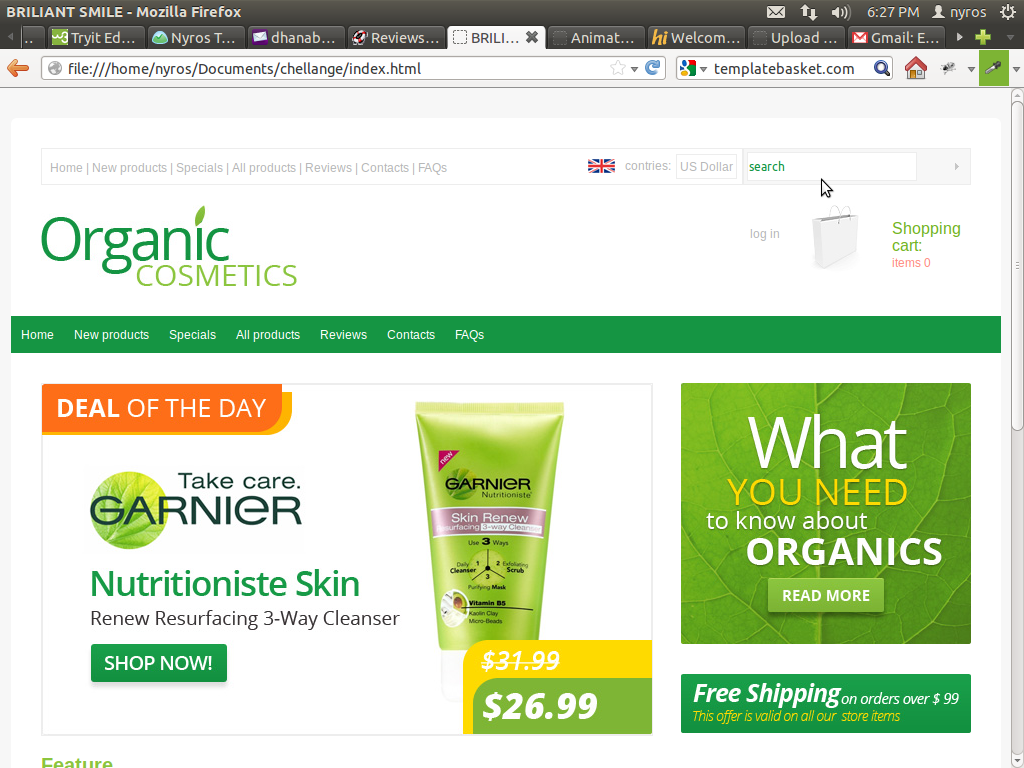 BRILIANT SMILE - Mozilla Firefox
6:27 PM nyros
.. Tryit Ed... Nyros T... dhanab... Reviews... BRILI... Animat... Welcom... Upload ... Gmail: E...
file:///home/nyros/Documents/chellange/index.html
templatebasket.com
Home | New products | Specials | All products | Reviews | Contacts | FAQs
contries: US Dollar search
Organic
COSMETICS
log in
Shopping
cart:
items 0
Home New products Specials All products Reviews Contacts FAQs
DEAL OF THE DAY
Take care.
GARNIER
Nutritioniste Skin
Renew Resurfacing 3-Way Cleanser
SHOP NOW!
new
GARNIER
Nutritioniste
Skin Renew
Resurfacing 3-way Cleanser
Use 3 Ways
Daily
Cleanser
1
2 Exfoliating
Scrub
3
Purifying Mask
Vitamin B5
Kaolin Clay
Micro-Beads
$31.99
$26.99
What
YOU NEED
to know about
ORGANICS
READ MORE
Free Shipping on orders over $ 99
This offer is valid on all our store items
Feature